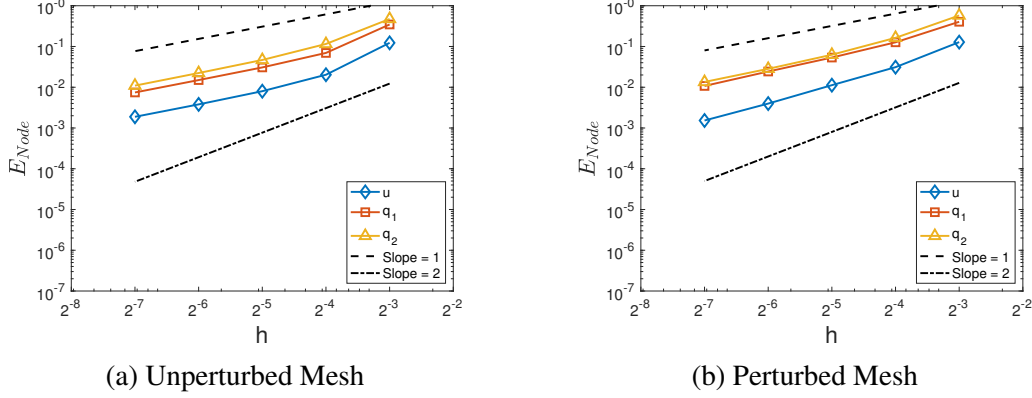 10^-0
10^-1
10^-2
10^-3
10^-4
10^-5
10^-6
10^-7
E_Node
u
q_1
q_2
Slope = 1
Slope = 2
2^-8 2^-7 2^-6 2^-5 2^-4 2^-3 2^-2
h
(a) Unperturbed Mesh
10^-0
10^-1
10^-2
10^-3
10^-4
10^-5
10^-6
10^-7
E_Node
u
q_1
q_2
Slope = 1
Slope = 2
2^-8 2^-7 2^-6 2^-5 2^-4 2^-3 2^-2
h
(b) Perturbed Mesh